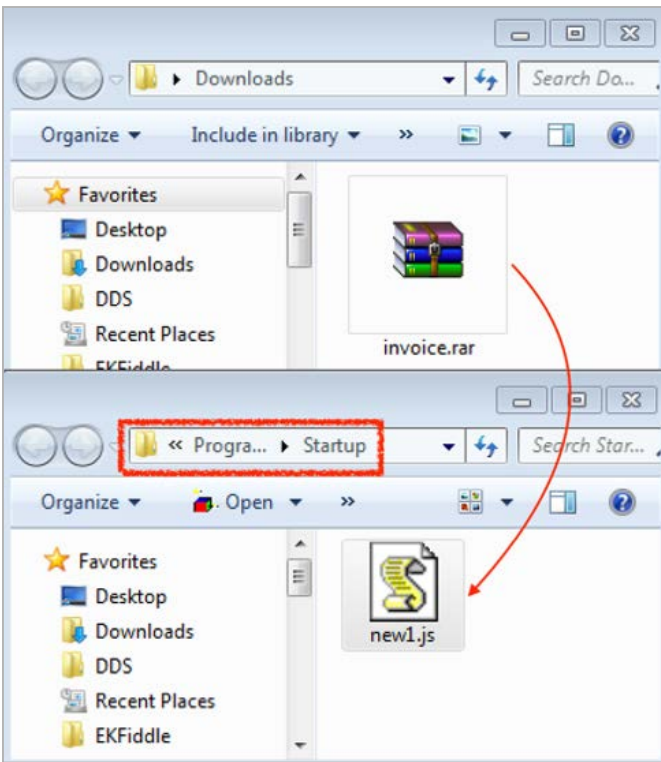 Downloads
Search Do...
Organize
Include in library
»
Favorites
Desktop
Downloads
DDS
Recent Places
EKFiddle
invoice.rar
« Progra... Startup
Search Star...
Organize
Open
»
Favorites
Desktop
Downloads
DDS
Recent Places
EKFiddle
new1.js